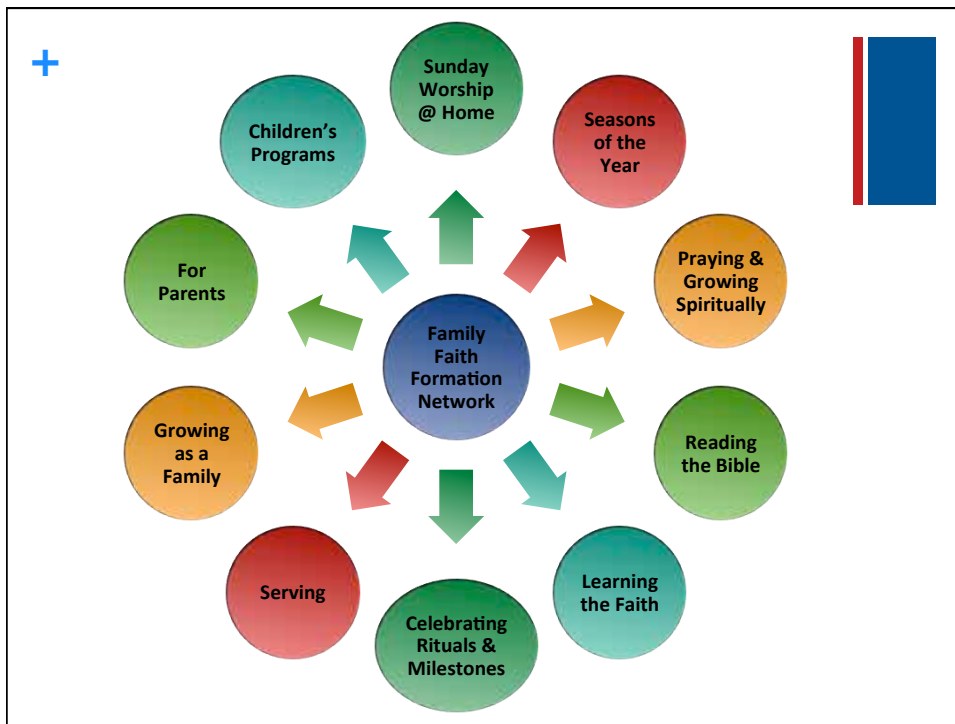 +
Sunday
Worship
@ Home
Seasons
of the
Year
Praying &
Growing
Spiritually
Reading
the Bible
Learning
the Faith
Celebrating
Rituals &
Milestones
Serving
Growing
as a
Family
For
Parents
Children’s
Programs
Family
Faith
Formation
Network